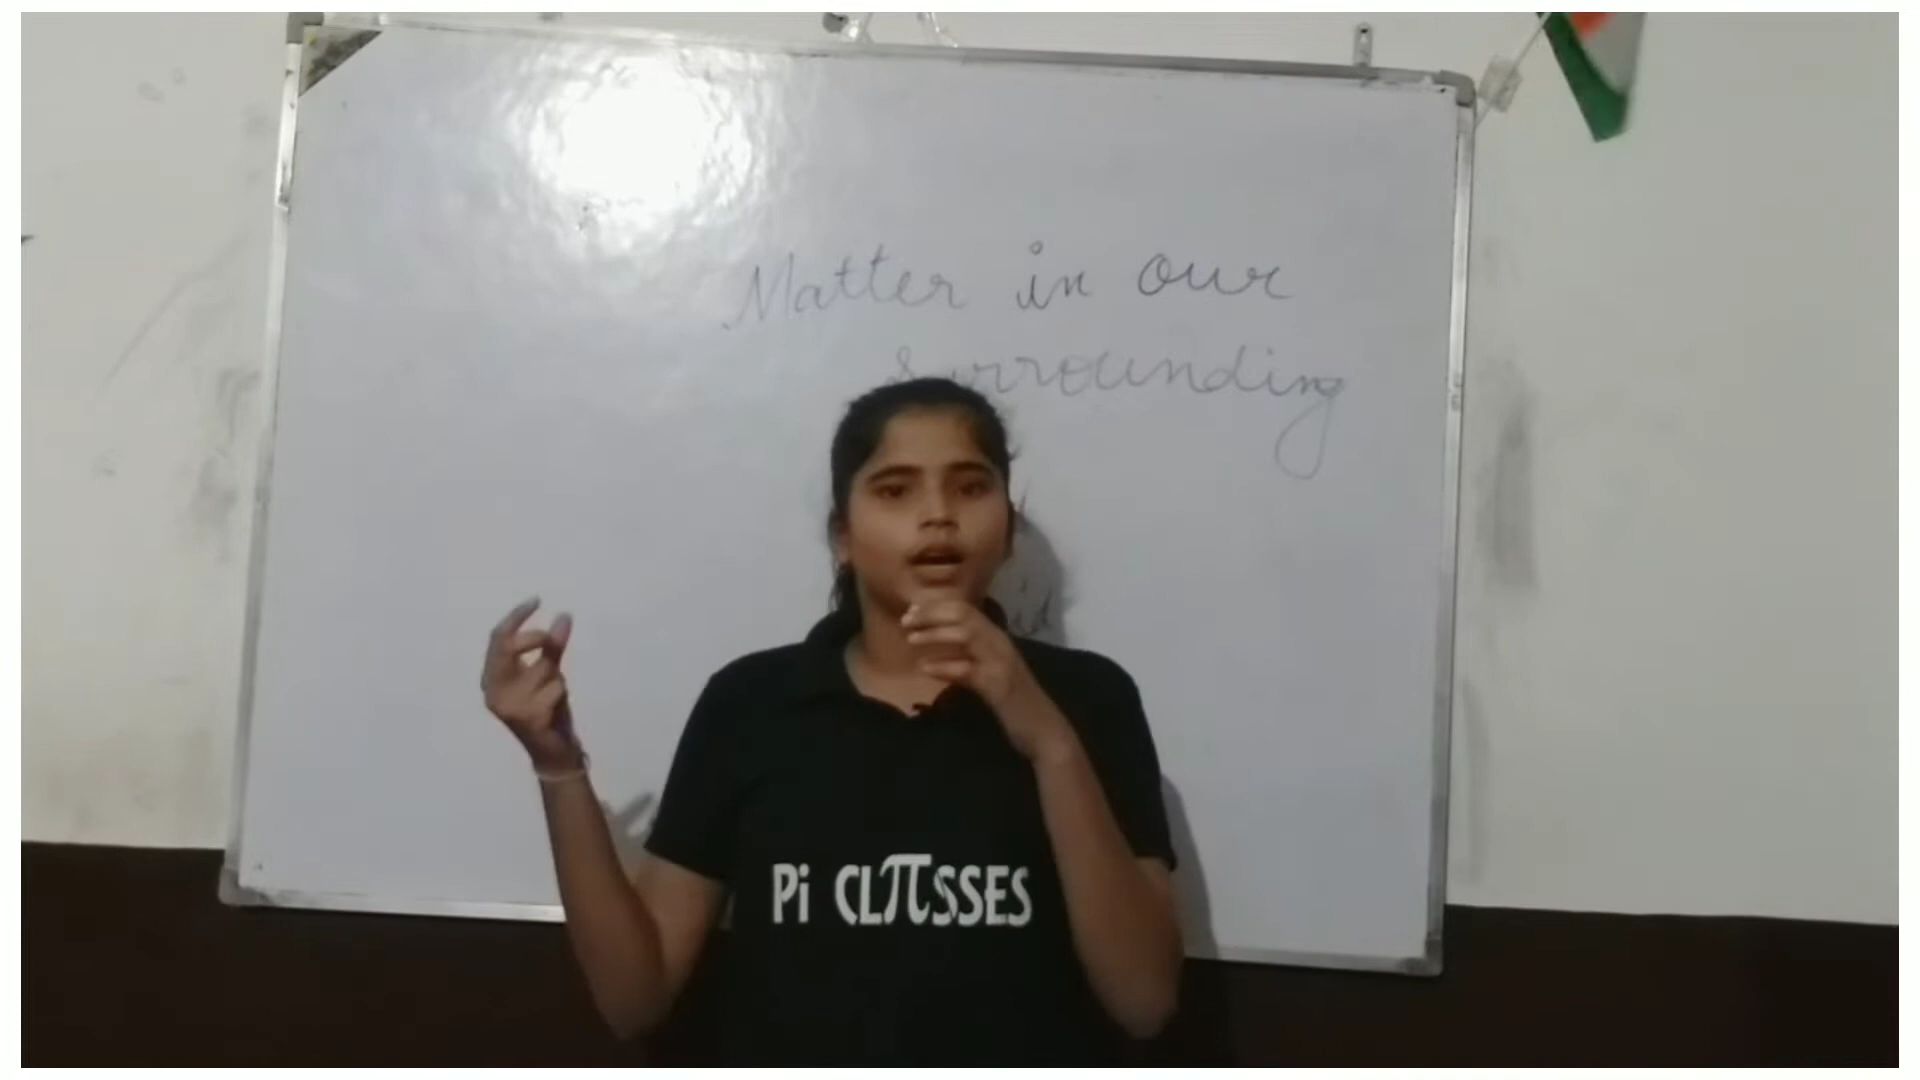 Matter in our
surrounding
Pi CLπSSES